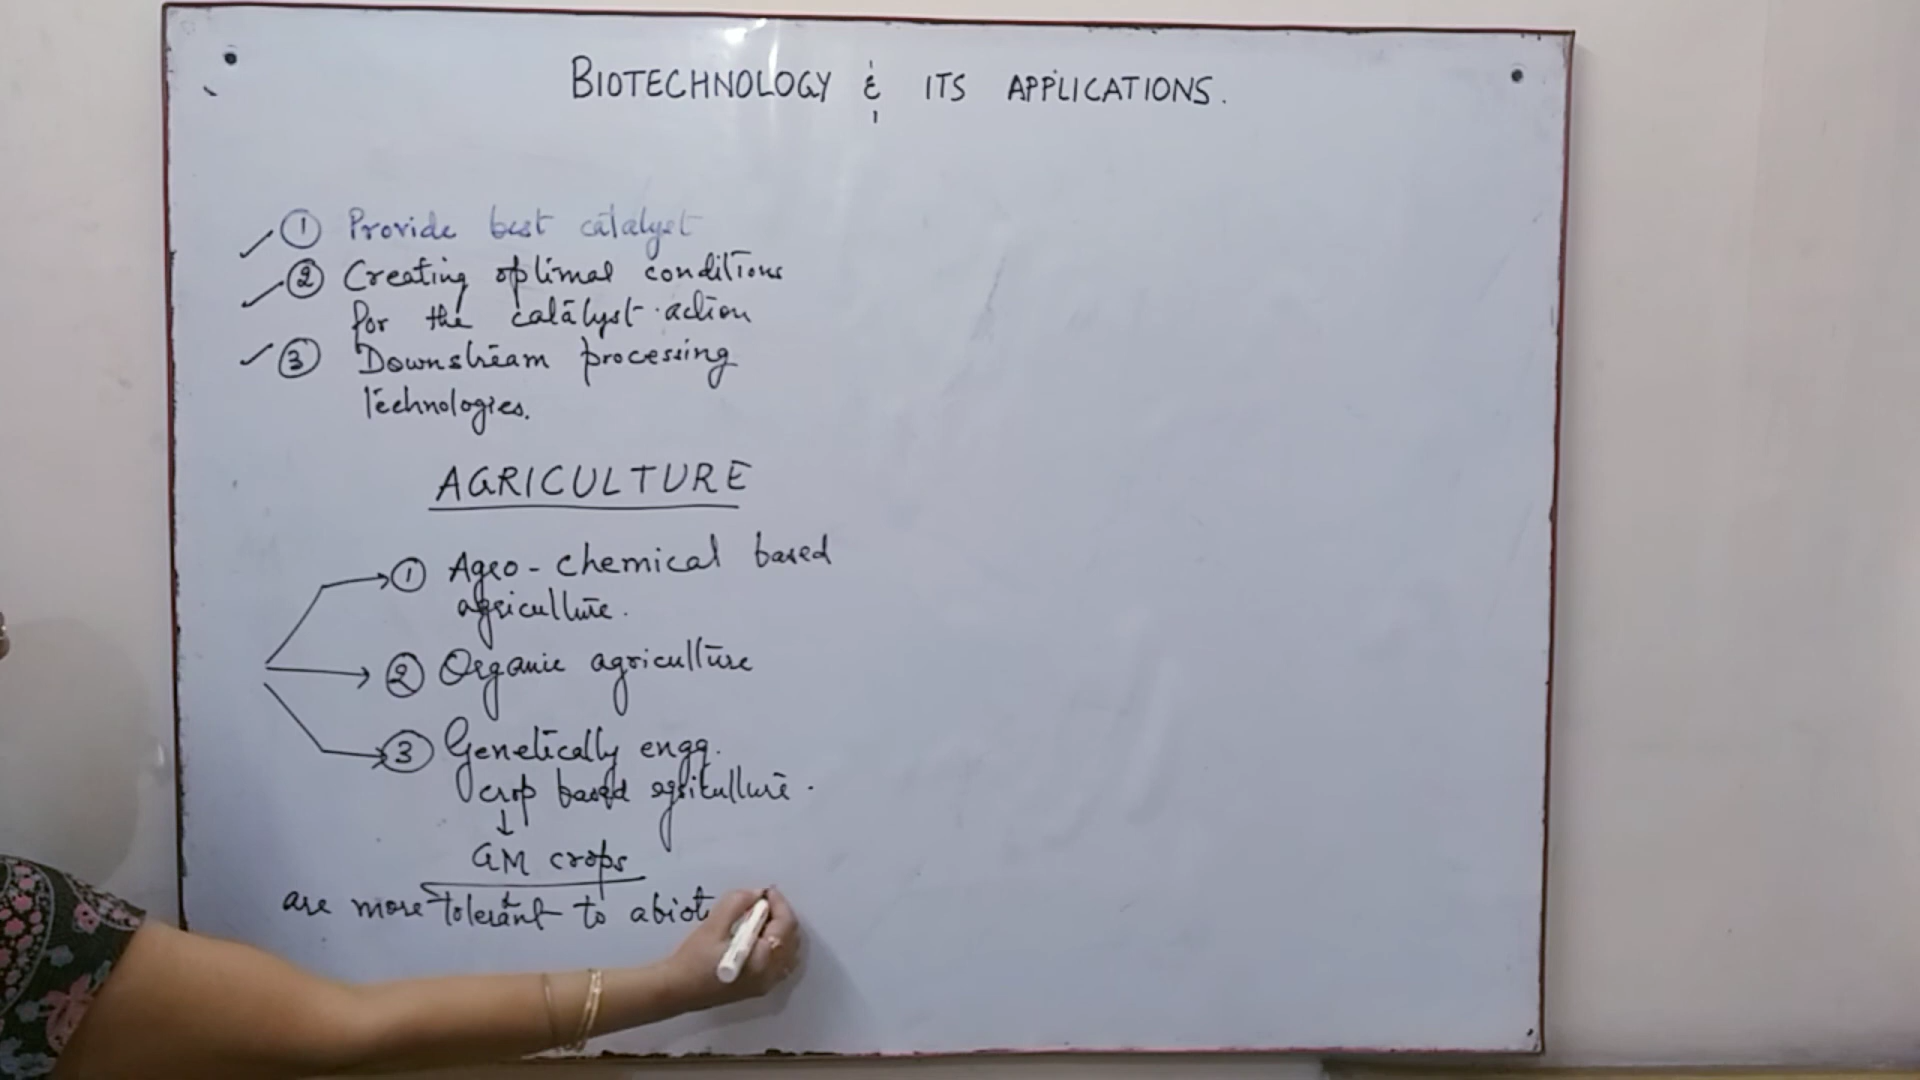 BIOTECHNOLOGY & ITS APPLICATIONS.
① Provide best catalyst
② Creating optimal conditions
for the catalyst action
③ Downstream processing
technologies.
AGRICULTURE
① Agro-chemical based
agriculture.
② Organic agriculture
③ Genetically engg.
crop based agriculture.
↓
GM crops
are more tolerant to abiot